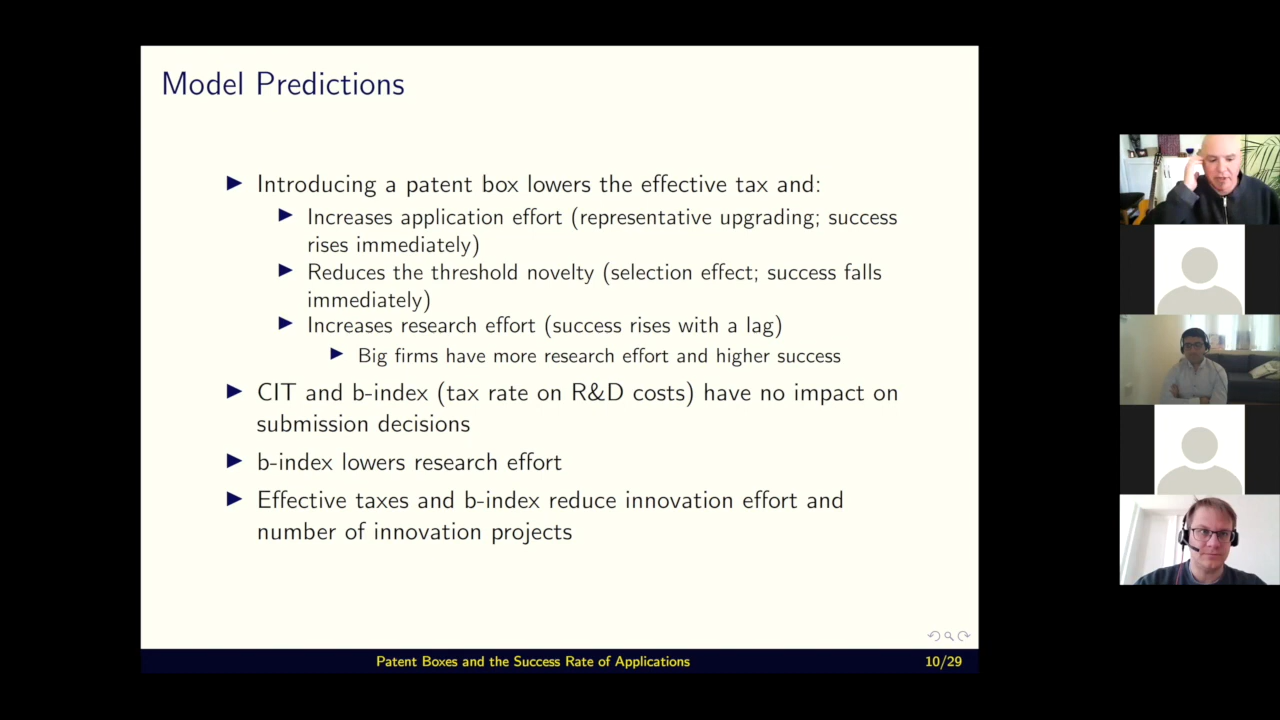 Model Predictions
Introducing a patent box lowers the effective tax and:
Increases application effort (representative upgrading; success
rises immediately)
Reduces the threshold novelty (selection effect; success falls
immediately)
Increases research effort (success rises with a lag)
Big firms have more research effort and higher success
CIT and b-index (tax rate on R&D costs) have no impact on
submission decisions
b-index lowers research effort
Effective taxes and b-index reduce innovation effort and
number of innovation projects
Patent Boxes and the Success Rate of Applications
10/29